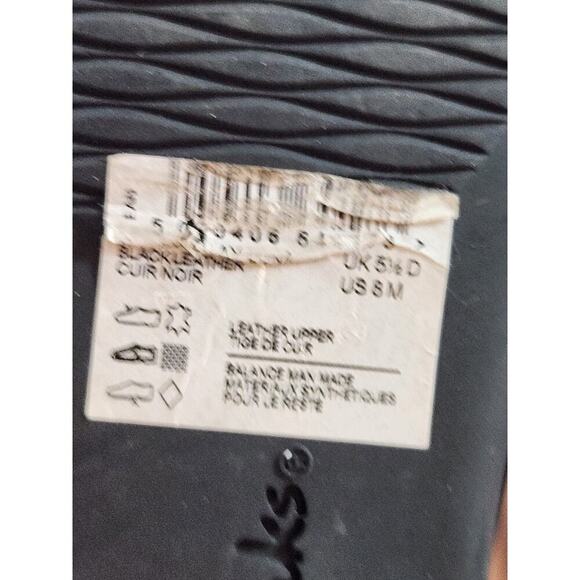 BLACK LEATHER
CUIR NOIR
UK 5½ D
US 8 M
LEATHER UPPER
TIGE DE CUIR
BALANCE MAN MADE
MATERIAUX SYNTHETIQUES
POUR LE RESTE
ks®